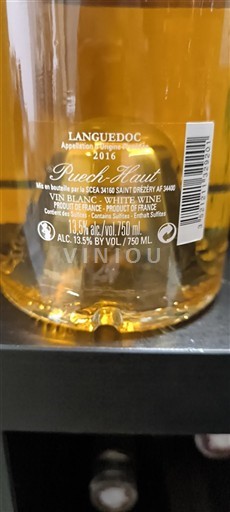 LANGUEDOC
Appellation d'Origine
2016
Puech-Haut
Mis en bouteille par la SCEA 34160 SAINT DRÉZÉRY AF 34400
VIN BLANC - WHITE WINE
PRODUIT DE FRANCE - PRODUCT OF FRANCE
Contient des Sulfites - Contains Sulfites - Enthält Sulfite
13,5% alc./vol./750 ml
ALC. 13.5% BY VOL. / 750 ML
VINIOU